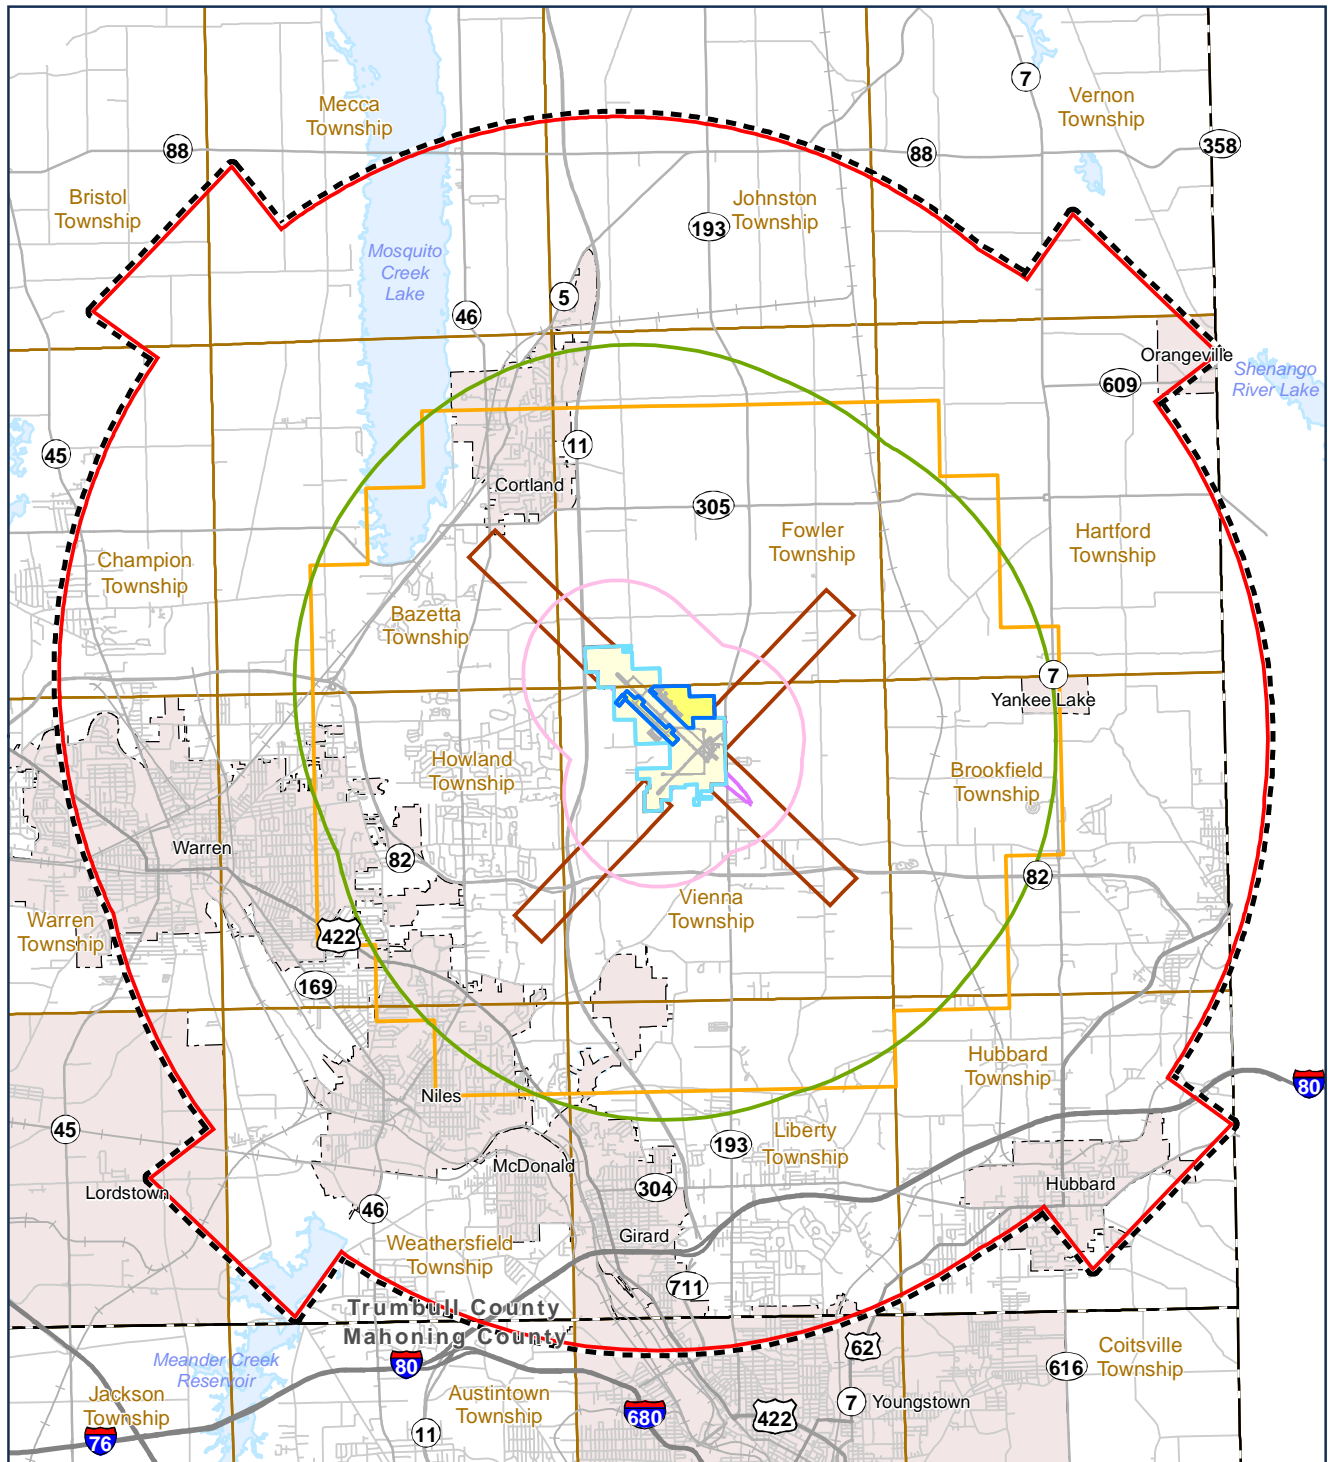 7
Mecca
Township
Vernon
Township
88
88
358
Bristol
Township
Johnston
Township
193
Mosquito
Creek
Lake
5
46
Orangeville
Shenango
River Lake
609
45
11
Cortland
305
Fowler
Township
Hartford
Township
Champion
Township
Bazetta
Township
7
Yankee Lake
Howland
Township
Brookfield
Township
Warren
82
82
Vienna
Township
Warren
Township
422
169
Hubbard
Township
80
Niles
45
193
Liberty
Township
McDonald
304
Hubbard
Lordstown
46
Girard
Weathersfield
Township
711
Trumbull County
Mahoning County
62
Coitsville
Township
Meander Creek
Reservoir
80
616
Jackson
Township
Austintown
Township
7
Youngstown
680
422
11
76